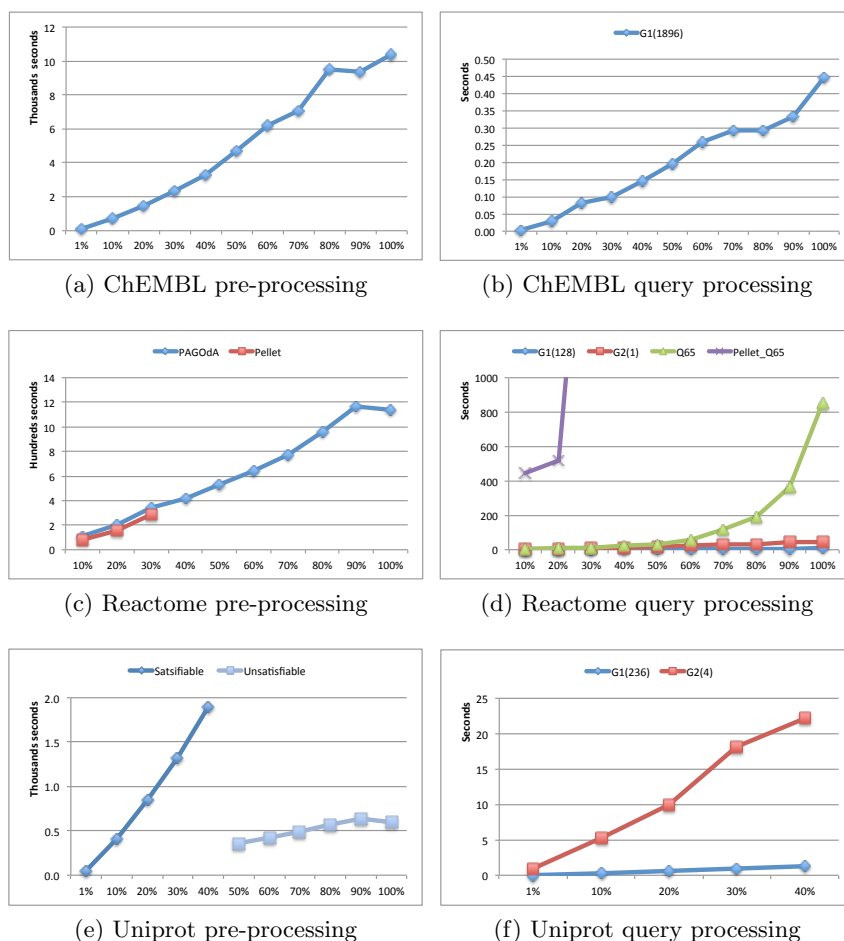 Thousands seconds
12
10
8
6
4
2
0
1% 10% 20% 30% 40% 50% 60% 70% 80% 90% 100%
(a) ChEMBL pre-processing
G1(1896)
Seconds
0.50
0.45
0.40
0.35
0.30
0.25
0.20
0.15
0.10
0.05
0.00
1% 10% 20% 30% 40% 50% 60% 70% 80% 90% 100%
(b) ChEMBL query processing
PAGOdA Pellet
Hundreds seconds
14
12
10
8
6
4
2
0
10% 20% 30% 40% 50% 60% 70% 80% 90% 100%
(c) Reactome pre-processing
G1(128) G2(1) Q65 Pellet_Q65
Seconds
1000
800
600
400
200
0
10% 20% 30% 40% 50% 60% 70% 80% 90% 100%
(d) Reactome query processing
Satsifiable Unsatisfiable
Thousands seconds
2.0
1.5
1.0
0.5
0.0
1% 10% 20% 30% 40% 50% 60% 70% 80% 90% 100%
(e) Uniprot pre-processing
G1(236) G2(4)
Seconds
25
20
15
10
5
0
1% 10% 20% 30% 40%
(f) Uniprot query processing